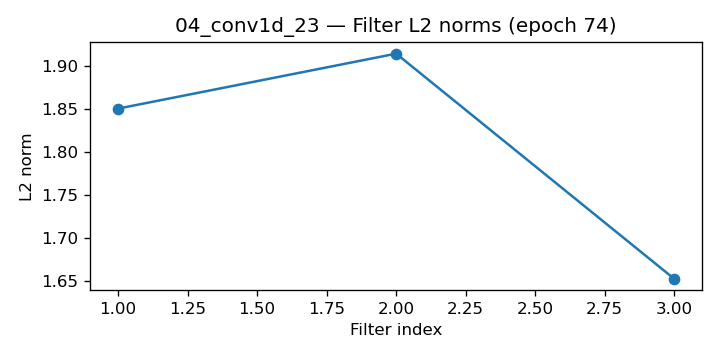 04_conv1d_23 — Filter L2 norms (epoch 74)
L2 norm
1.90
1.85
1.80
1.75
1.70
1.65
1.00 1.25 1.50 1.75 2.00 2.25 2.50 2.75 3.00
Filter index